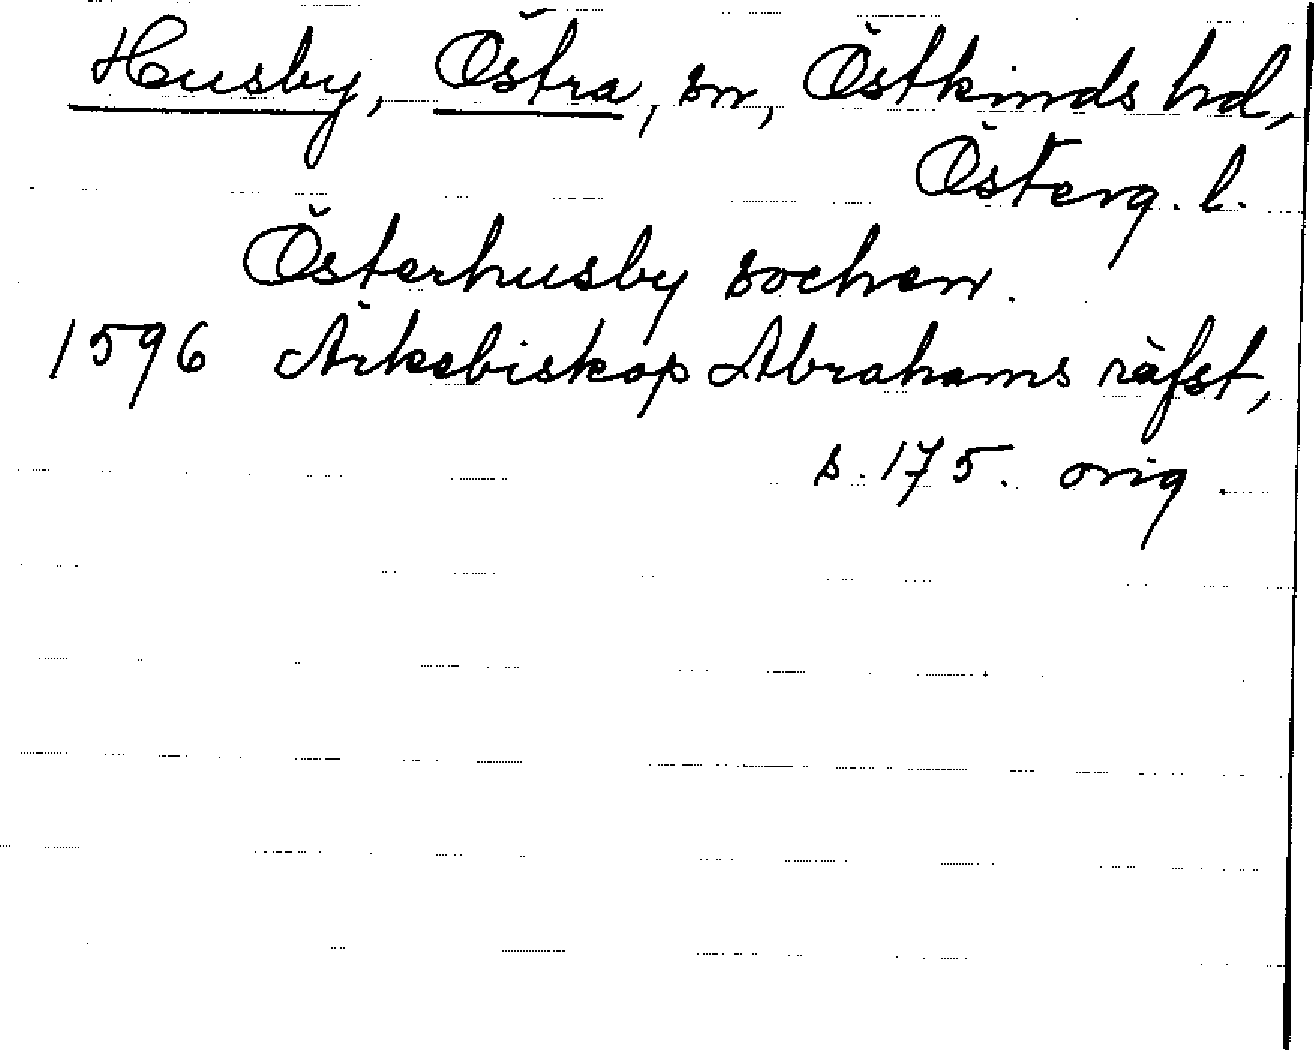 Husby, Östra, sn, Östkinds hd,
Österg. l.
Österhusby sochen.
1596 Ärkebiskop Abrahams räfst,
s. 175. orig.